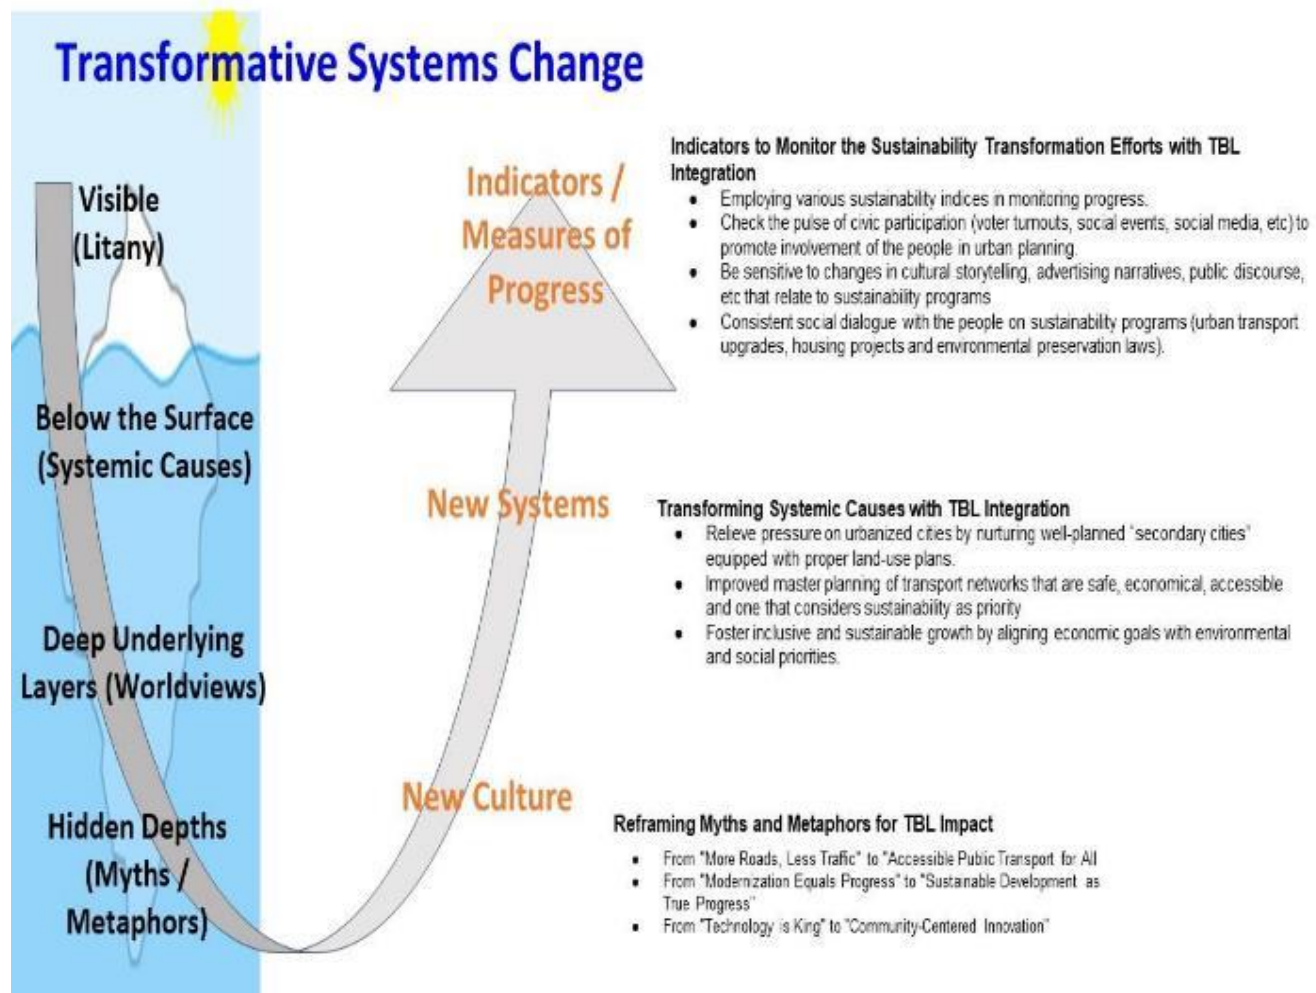 Transformative Systems Change
Visible
(Litany)
Below the Surface
(Systemic Causes)
Deep Underlying
Layers (Worldviews)
Hidden Depths
(Myths /
Metaphors)
Indicators /
Measures of
Progress
New Systems
New Culture
Indicators to Monitor the Sustainability Transformation Efforts with TBL
Integration
• Employing various sustainability indices in monitoring progress.
• Check the pulse of civic participation (voter turnouts, social events, social media, etc) to
promote involvement of the people in urban planning.
• Be sensitive to changes in cultural storytelling, advertising narratives, public discourse,
etc that relate to sustainability programs
• Consistent social dialogue with the people on sustainability programs (urban transport
upgrades, housing projects and environmental preservation laws).
Transforming Systemic Causes with TBL Integration
• Relieve pressure on urbanized cities by nurturing well-planned "secondary cities"
equipped with proper land-use plans.
• Improved master planning of transport networks that are safe, economical, accessible
and one that considers sustainability as priority
• Foster inclusive and sustainable growth by aligning economic goals with environmental
and social priorities.
Reframing Myths and Metaphors for TBL Impact
• From "More Roads, Less Traffic" to "Accessible Public Transport for All
• From "Modernization Equals Progress" to "Sustainable Development as
True Progress"
• From "Technology is King" to "Community-Centered Innovation"